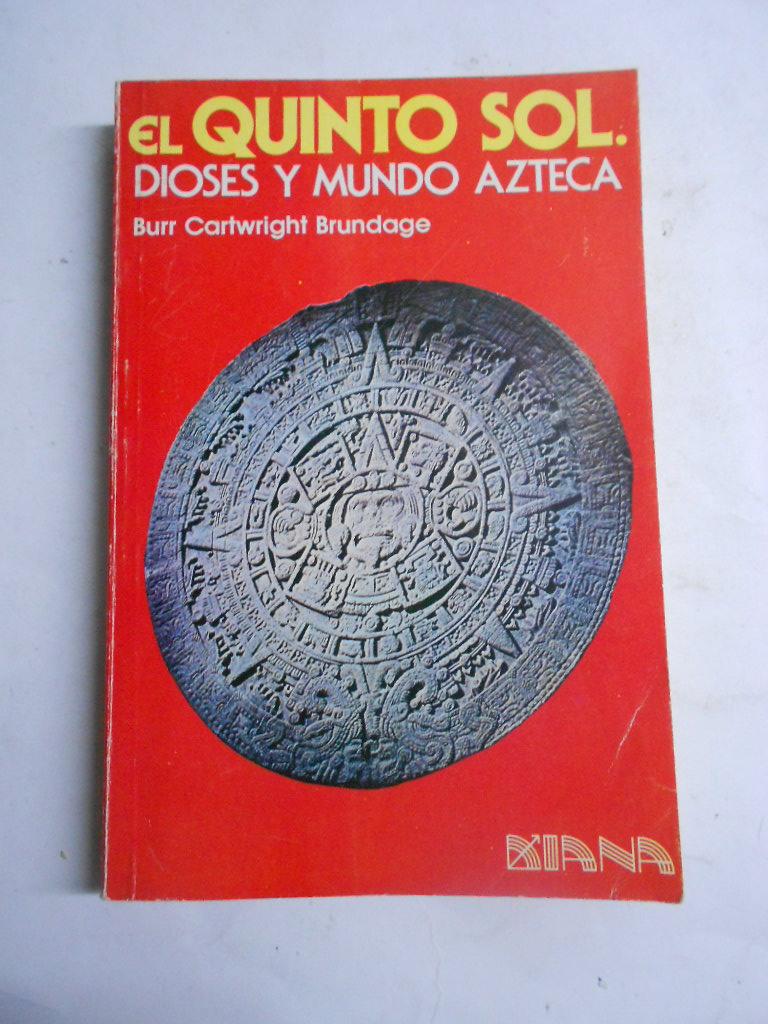 EL QUINTO SOL.
DIOSES Y MUNDO AZTECA
Burr Cartwright Brundage
DIANA